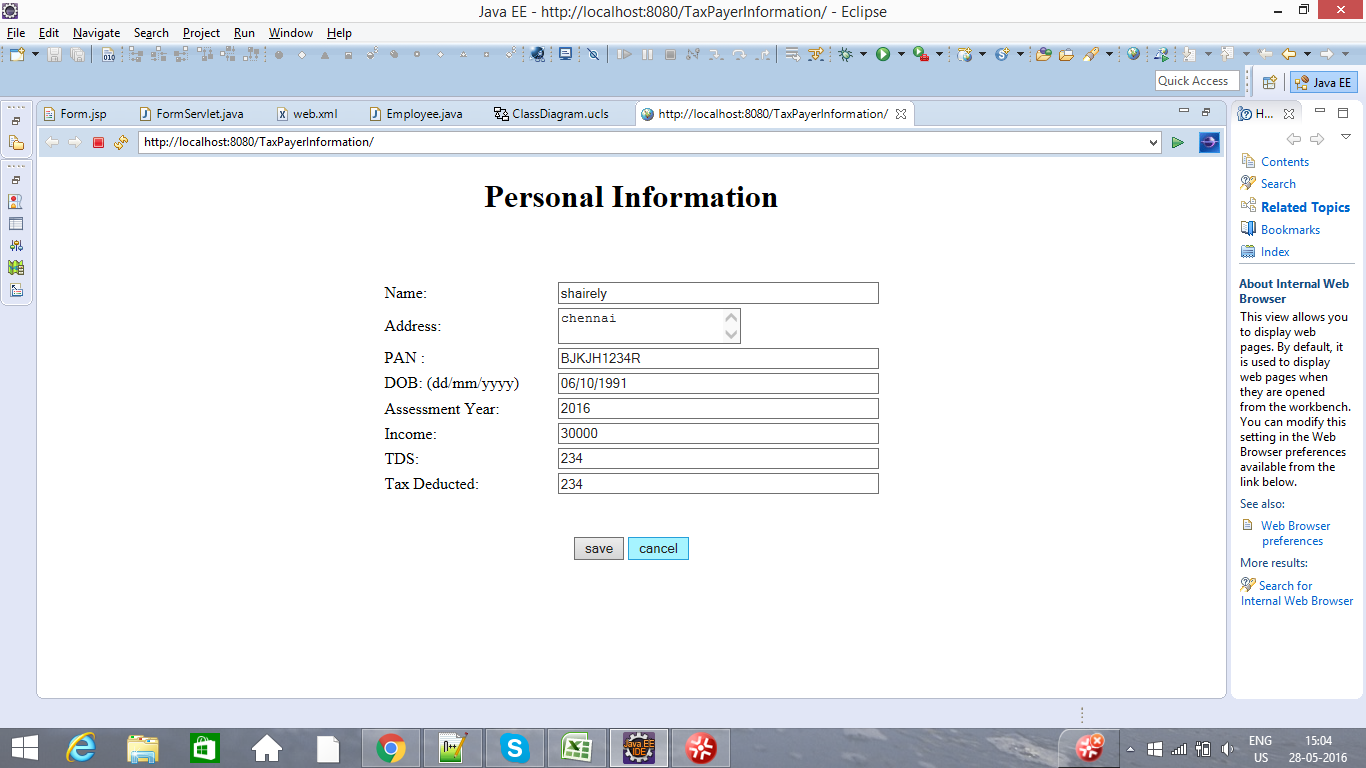 Java EE - http://localhost:8080/TaxPayerInformation/ - Eclipse
File Edit Navigate Search Project Run Window Help
Quick Access Java EE
Form.jsp FormServlet.java web.xml Employee.java ClassDiagram.ucls http://localhost:8080/TaxPayerInformation/
H...
http://localhost:8080/TaxPayerInformation/
Personal Information
Name: shairely
Address: chennai
PAN : BJKJH1234R
DOB: (dd/mm/yyyy) 06/10/1991
Assessment Year: 2016
Income: 30000
TDS: 234
Tax Deducted: 234
save cancel
Contents
Search
Related Topics
Bookmarks
Index
About Internal Web
Browser
This view allows you
to display web
pages. By default, it
is used to display
web pages when
they are opened
from the workbench.
You can modify this
setting in the Web
Browser preferences
available from the
link below.
See also:
Web Browser
preferences
More results:
Search for
Internal Web Browser
ENG 15:04
US 28-05-2016